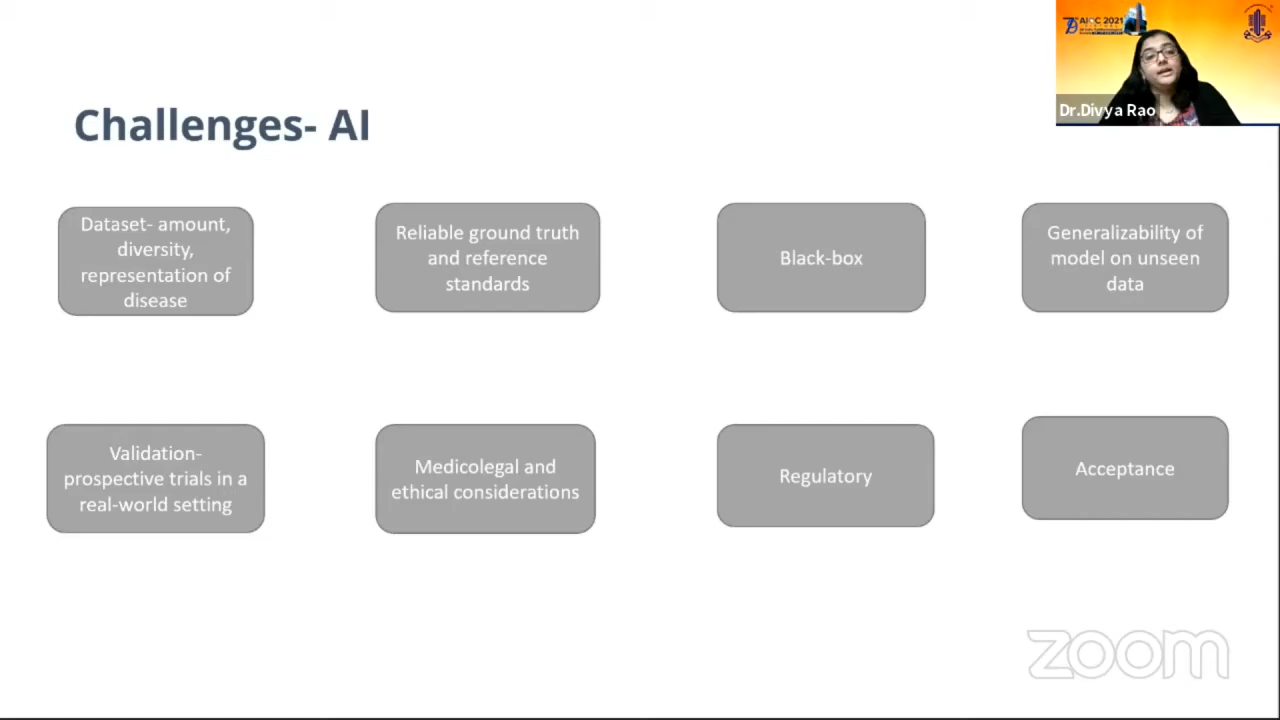 AIOC 2021
Dr.Divya Rao
Challenges- AI
Dataset- amount,
diversity,
representation of
disease
Reliable ground truth
and reference
standards
Black-box
Generalizability of
model on unseen
data
Validation-
prospective trials in a
real-world setting
Medicolegal and
ethical considerations
Regulatory
Acceptance
zoom